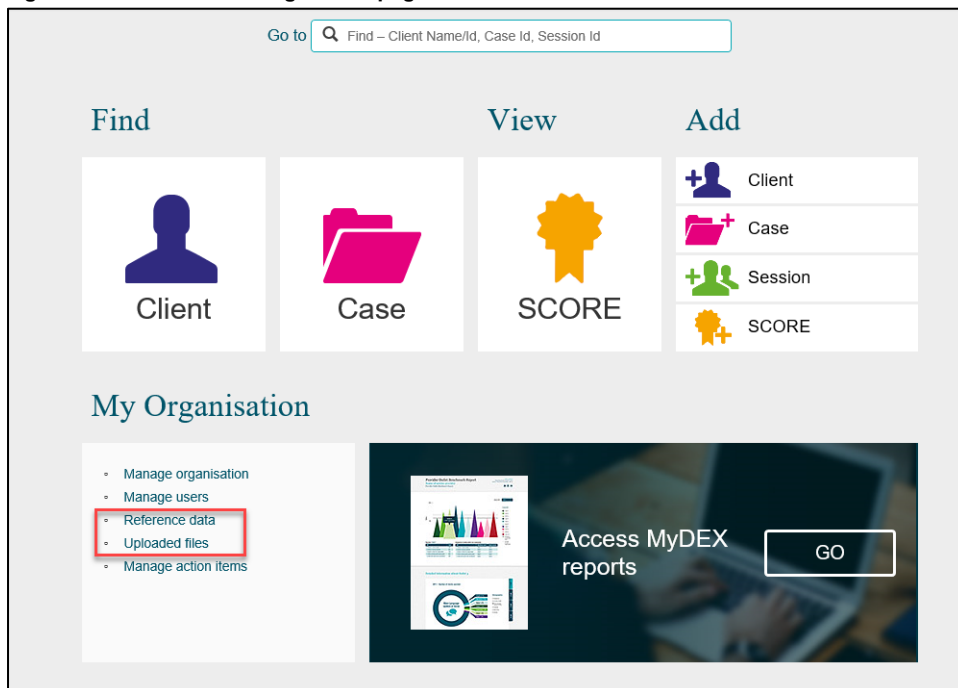 Go to
Find – Client Name/Id, Case Id, Session Id
Find
View
Add
Client
Case
SCORE
Client
Case
Session
SCORE
My Organisation
Manage organisation
Manage users
Reference data
Uploaded files
Manage action items
Access MyDEX
reports
GO